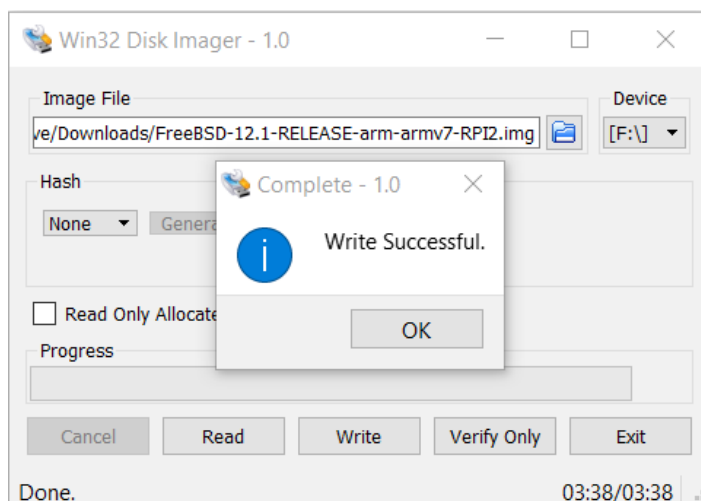 Win32 Disk Imager - 1.0
Image File
Device
ve/Downloads/FreeBSD-12.1-RELEASE-arm-armv7-RPI2.img
[F:\]
Hash
Complete - 1.0
None
Genera
Write Successful.
Read Only Allocate
OK
Progress
Cancel
Read
Write
Verify Only
Exit
Done.
03:38/03:38